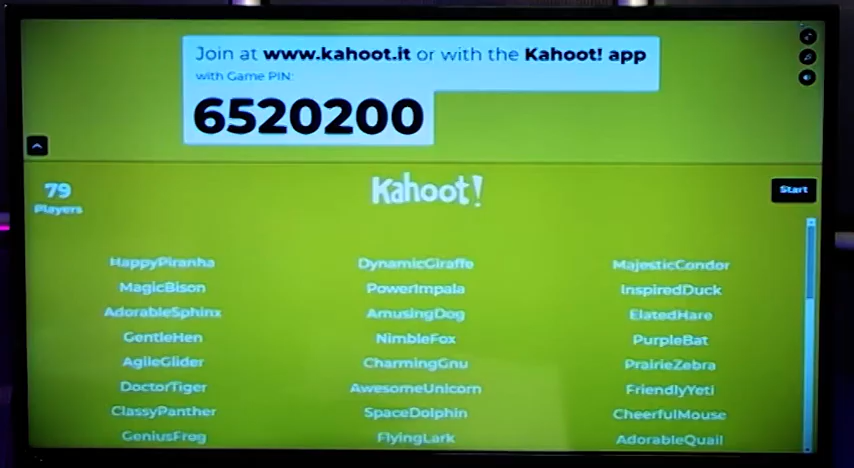 Join at www.kahoot.it or with the Kahoot! app
with Game PIN:
6520200
79
Players
Kahoot!
Start
HappyPiranha DynamicGiraffe MajesticCondor
MagicBison PowerImpala InspiredDuck
AdorableSphinx AmusingDog ElatedHare
GentleHen NimbleFox PurpleBat
AgileGlider CharmingGnu PrairieZebra
DoctorTiger AwesomeUnicorn FriendlyYeti
ClassyPanther SpaceDolphin CheerfulMouse
GeniusFrog FlyingLark AdorableQuail